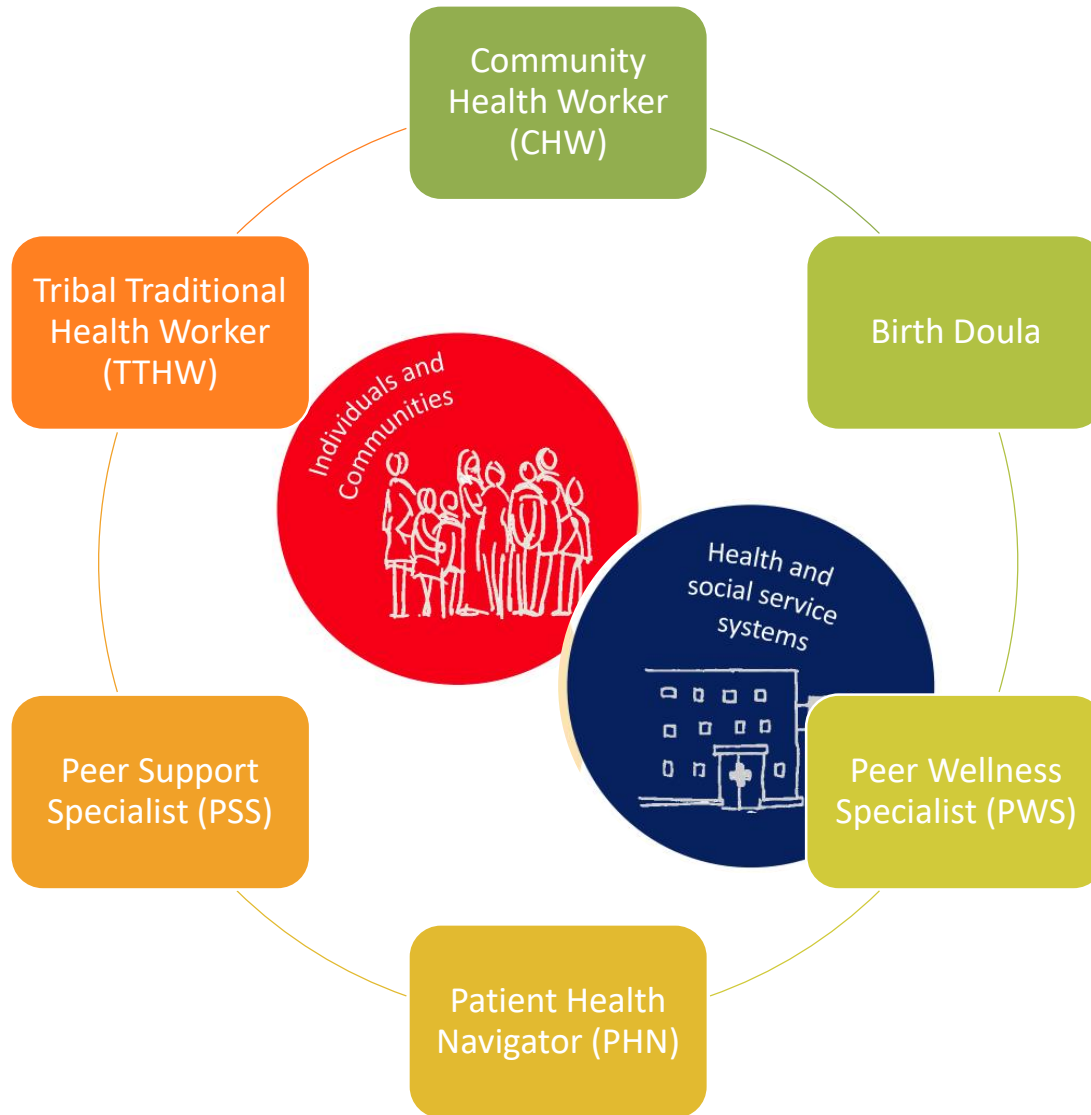 Community
Health Worker
(CHW)
Tribal Traditional
Health Worker
(TTHW)
Birth Doula
Individuals and
Communities
Health and
social service
systems
Peer Support
Specialist (PSS)
Peer Wellness
Specialist (PWS)
Patient Health
Navigator (PHN)